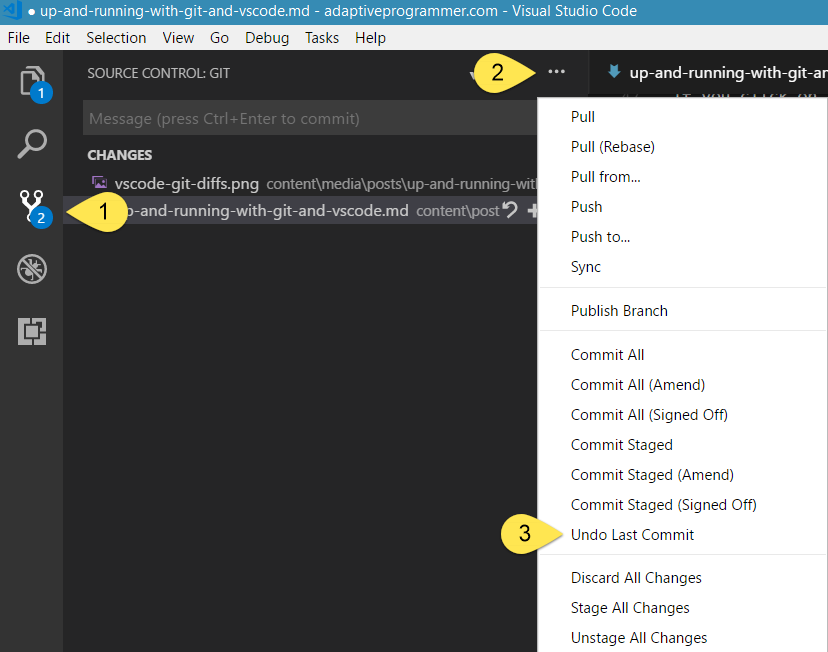 ● up-and-running-with-git-and-vscode.md - adaptiveprogrammer.com - Visual Studio Code
File Edit Selection View Go Debug Tasks Help
SOURCE CONTROL: GIT
2
up-and-running-with-git-ar
1
Message (press Ctrl+Enter to commit)
CHANGES
vscode-git-diffs.png content\media\posts\up-and-running-wit
1
p-and-running-with-git-and-vscode.md content\post
2
Pull
Pull (Rebase)
Pull from...
Push
Push to...
Sync
Publish Branch
Commit All
Commit All (Amend)
Commit All (Signed Off)
Commit Staged
Commit Staged (Amend)
Commit Staged (Signed Off)
3
Undo Last Commit
Discard All Changes
Stage All Changes
Unstage All Changes